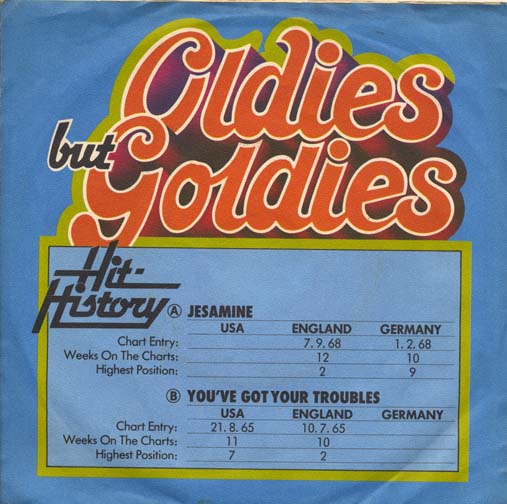 Oldies
but Goldies
Hit-
History
Ⓐ JESAMINE
USA ENGLAND GERMANY
Chart Entry: 7. 9. 68 1. 2. 68
Weeks On The Charts: 12 10
Highest Position: 2 9
Ⓑ YOU'VE GOT YOUR TROUBLES
USA ENGLAND GERMANY
Chart Entry: 21. 8. 65 10. 7. 65
Weeks On The Charts: 11 10
Highest Position: 7 2